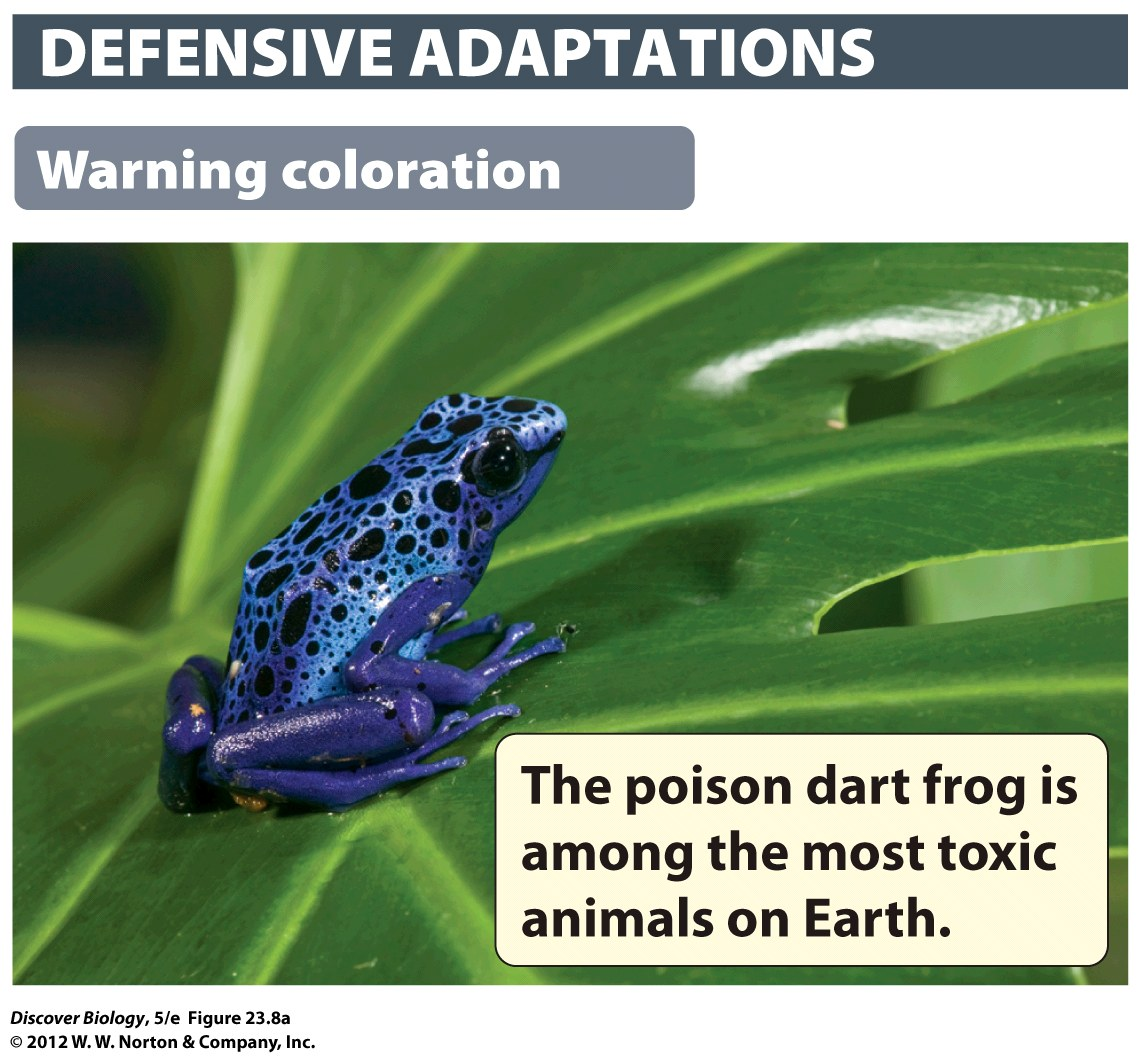 DEFENSIVE ADAPTATIONS
Warning coloration
The poison dart frog is
among the most toxic
animals on Earth.
Discover Biology, 5/e Figure 23.8a
© 2012 W. W. Norton & Company, Inc.